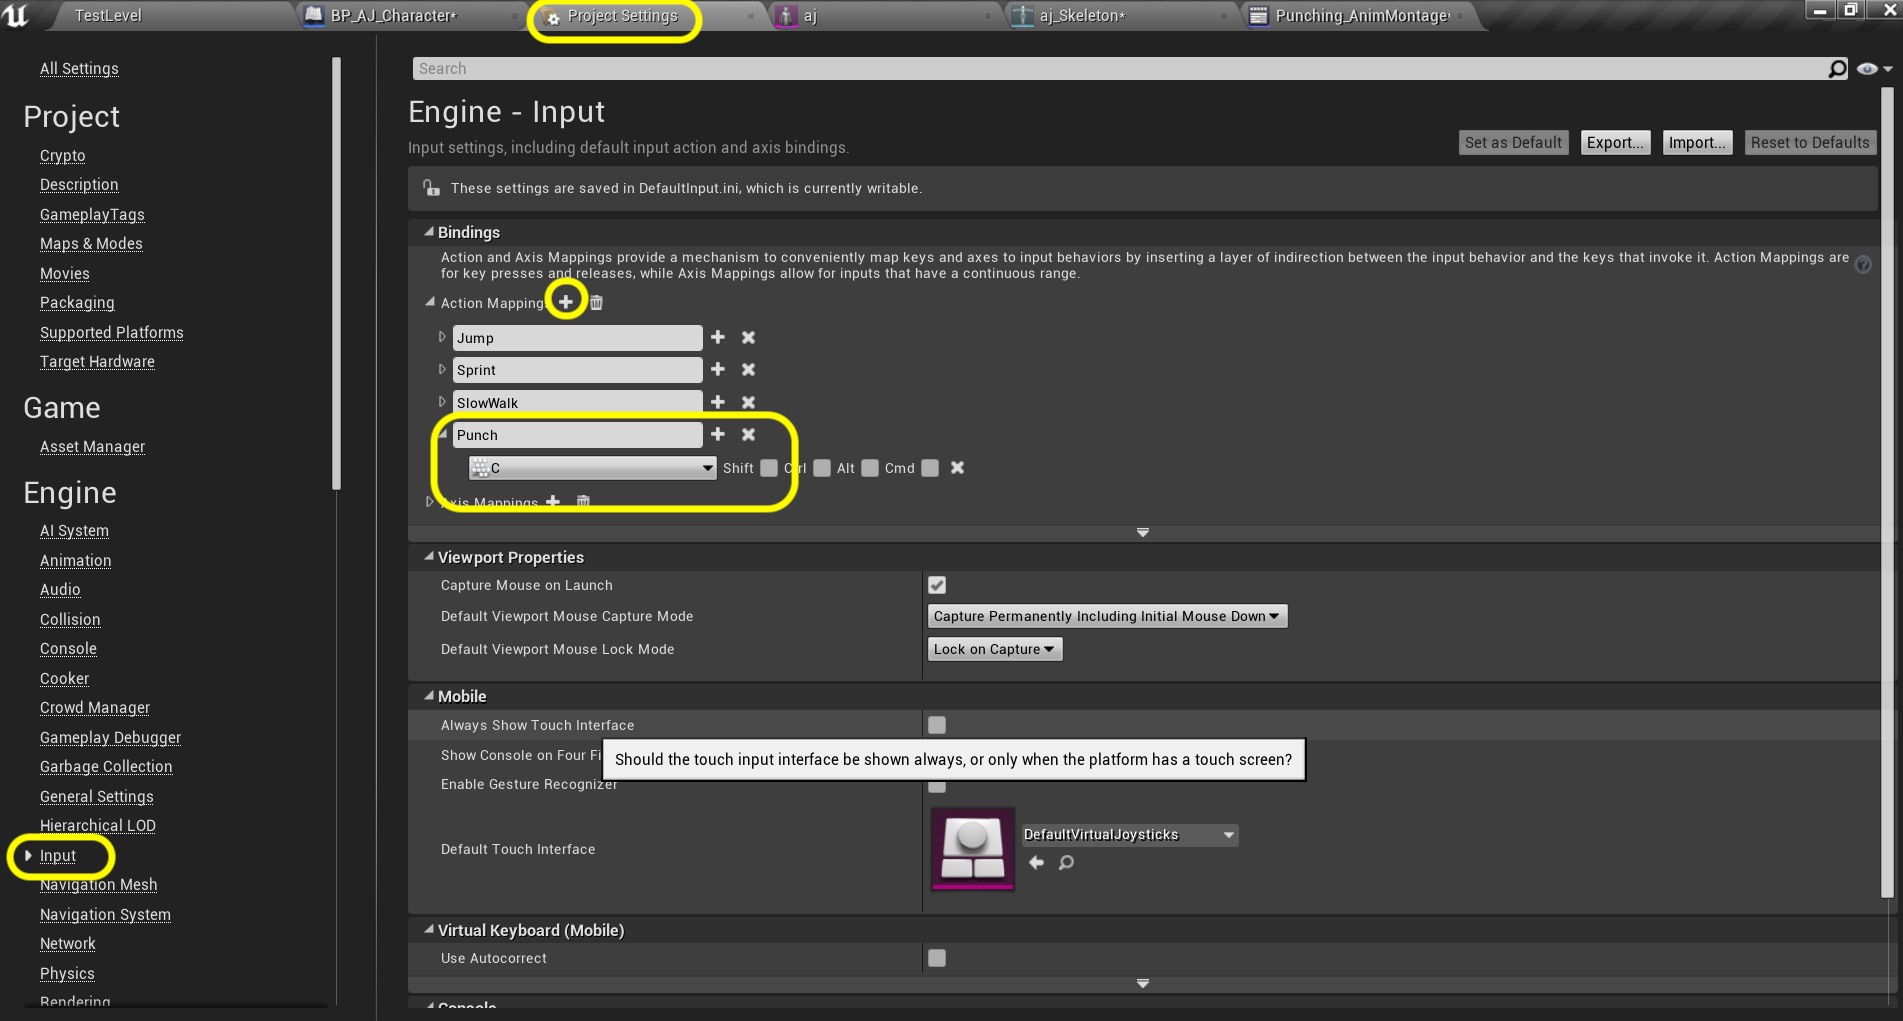 TestLevel
BP_AJ_Character*
Project Settings
aj
aj_Skeleton*
Punching_AnimMontage
All Settings
Project
Crypto
Description
GameplayTags
Maps & Modes
Movies
Packaging
Supported Platforms
Target Hardware
Game
Asset Manager
Engine
AI System
Animation
Audio
Collision
Console
Cooker
Crowd Manager
Gameplay Debugger
Garbage Collection
General Settings
Hierarchical LOD
Input
Navigation Mesh
Navigation System
Network
Physics
Rendering
Search
Engine - Input
Input settings, including default input action and axis bindings.
Set as Default
Export...
Import...
Reset to Defaults
These settings are saved in DefaultInput.ini, which is currently writable.
Bindings
Action and Axis Mappings provide a mechanism to conveniently map keys and axes to input behaviors by inserting a layer of indirection between the input behavior and the keys that invoke it. Action Mappings are
for key presses and releases, while Axis Mappings allow for inputs that have a continuous range.
Action Mapping
Jump
Sprint
SlowWalk
Punch
C Shift Ctrl Alt Cmd
Axis Mappings
Viewport Properties
Capture Mouse on Launch
Default Viewport Mouse Capture Mode Capture Permanently Including Initial Mouse Down
Default Viewport Mouse Lock Mode Lock on Capture
Mobile
Always Show Touch Interface
Show Console on Four Fi
Should the touch input interface be shown always, or only when the platform has a touch screen?
Enable Gesture Recognizer
Default Touch Interface
DefaultVirtualJoysticks
Virtual Keyboard (Mobile)
Use Autocorrect
Console